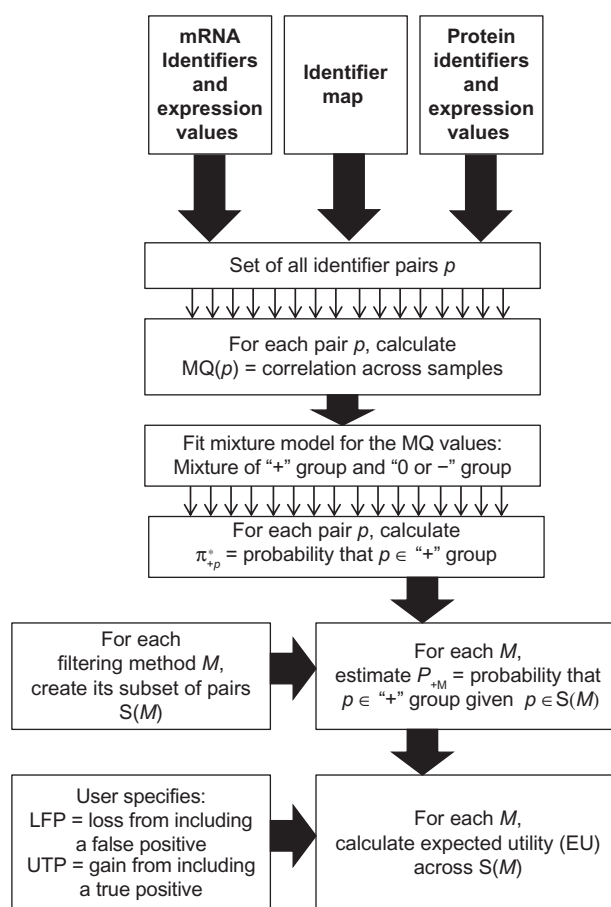 mRNA
Identifiers
and
expression
values
Identifier
map
Protein
identifiers
and
expression
values
Set of all identifier pairs p
For each pair p, calculate
MQ(p) = correlation across samples
Fit mixture model for the MQ values:
Mixture of “+” group and “0 or −” group
For each pair p, calculate
π*+p = probability that p ∈ “+” group
For each
filtering method M,
create its subset of pairs
S(M)
For each M,
estimate P+M = probability that
p ∈ “+” group given p ∈ S(M)
User specifies:
LFP = loss from including
a false positive
UTP = gain from including
a true positive
For each M,
calculate expected utility (EU)
across S(M)